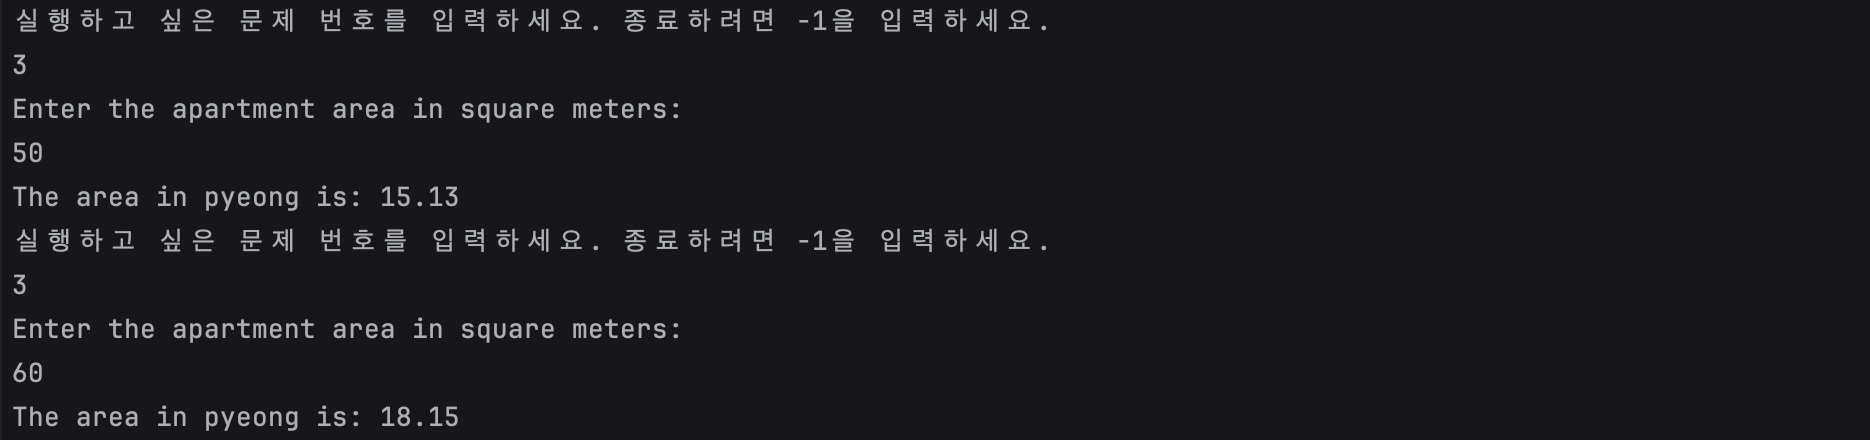 실행하고 싶은 문제 번호를 입력하세요. 종료하려면 -1을 입력하세요.
3
Enter the apartment area in square meters:
50
The area in pyeong is: 15.13
실행하고 싶은 문제 번호를 입력하세요. 종료하려면 -1을 입력하세요.
3
Enter the apartment area in square meters:
60
The area in pyeong is: 18.15